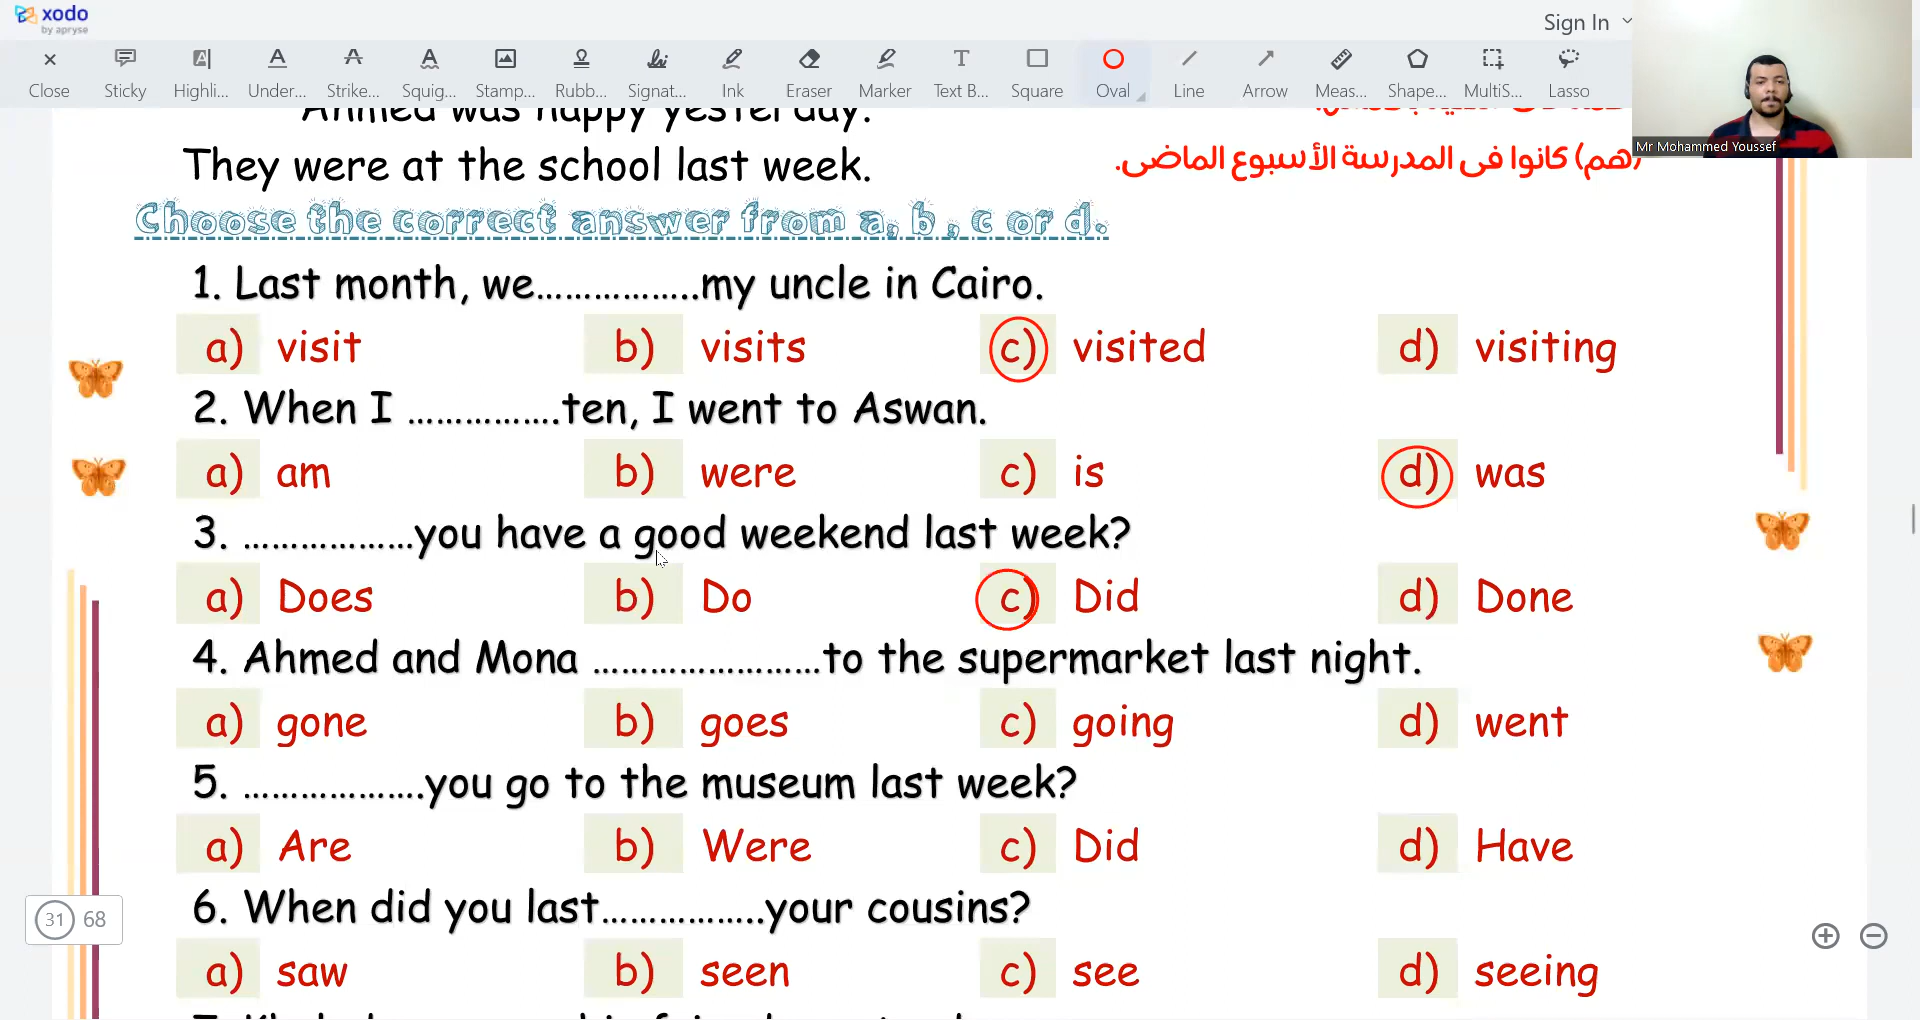 xodo
by apryse
Sign In
Close
Sticky
Highli...
Under...
Strike...
Squig...
Stamp...
Rubb...
Signat...
Ink
Eraser
Marker
Text B...
Square
Oval
Line
Arrow
Meas...
Shape...
MultiS...
Lasso
Mr Mohammed Youssef
Ahmed was happy yesterday.
They were at the school last week.
(هم) كانوا فى المدرسة الأسبوع الماضى.
Choose the correct answer from a, b , c or d.
1. Last month, we……………..my uncle in Cairo.
a) visit b) visits c) visited d) visiting
2. When I …………….ten, I went to Aswan.
a) am b) were c) is d) was
3. ………………you have a good weekend last week?
a) Does b) Do c) Did d) Done
4. Ahmed and Mona ……………………to the supermarket last night.
a) gone b) goes c) going d) went
5. ……………….you go to the museum last week?
a) Are b) Were c) Did d) Have
6. When did you last……………..your cousins?
a) saw b) seen c) see d) seeing
31 68